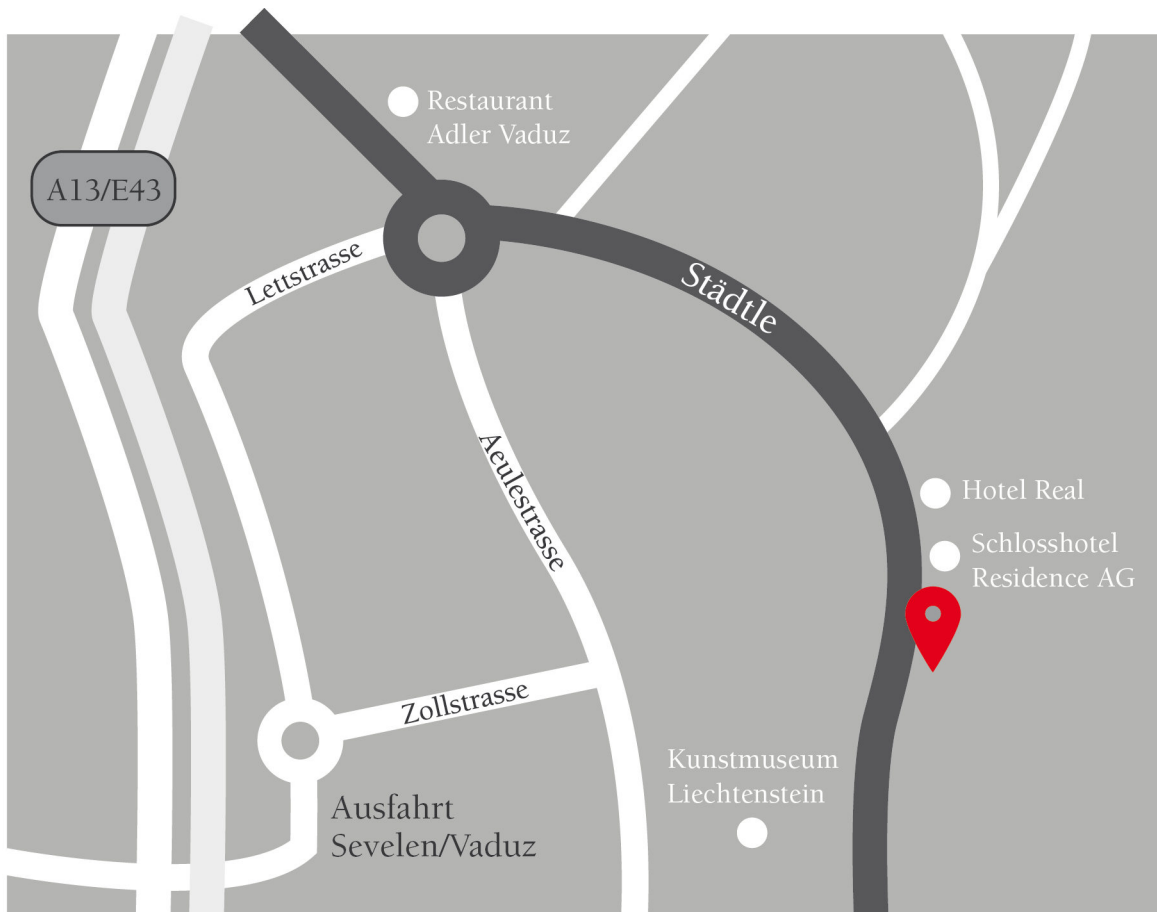 Restaurant
Adler Vaduz
A13/E43
Lettstrasse
Städtle
Aeulestrasse
Hotel Real
Schlosshotel
Residence AG
Zollstrasse
Kunstmuseum
Liechtenstein
Ausfahrt
Sevelen/Vaduz